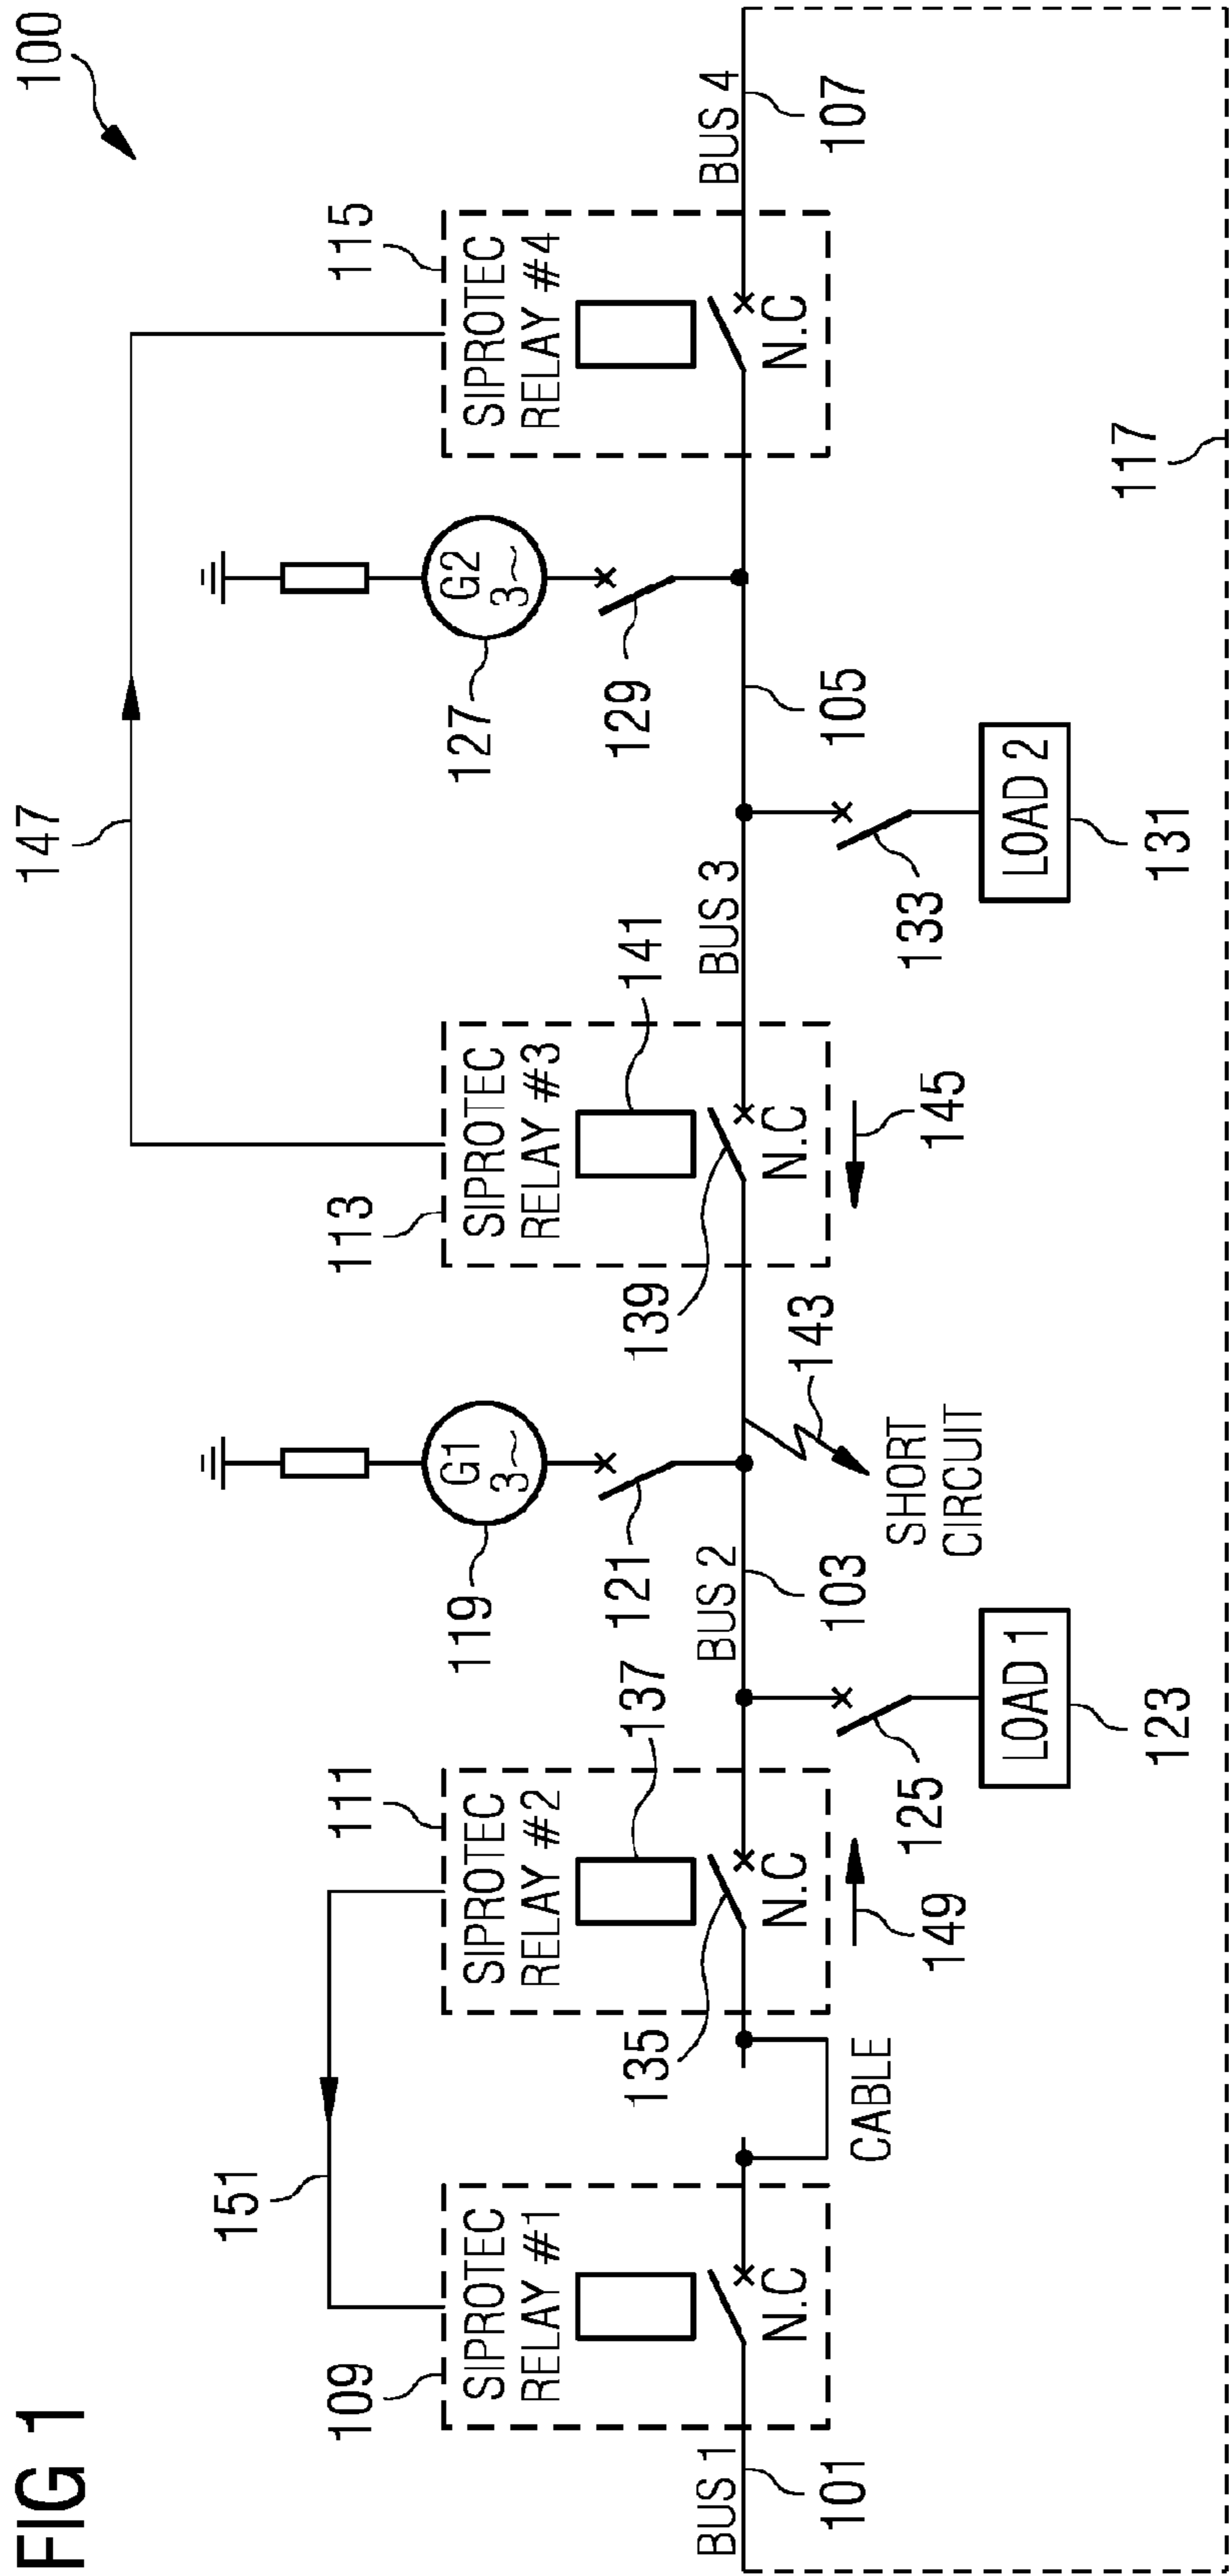 FIG 1
100
147
151
109
SIPROTEC
RELAY #1
N.C
BUS 1
101
CABLE
111
SIPROTEC
RELAY #2
137
135
N.C
149
BUS 2
103
LOAD 1
123
125
G1
3~
119
121
SHORT
CIRCUIT
143
113
SIPROTEC
RELAY #3
141
139
N.C
145
BUS 3
105
LOAD 2
131
133
G2
3~
127
129
115
SIPROTEC
RELAY #4
N.C
BUS 4
107
117